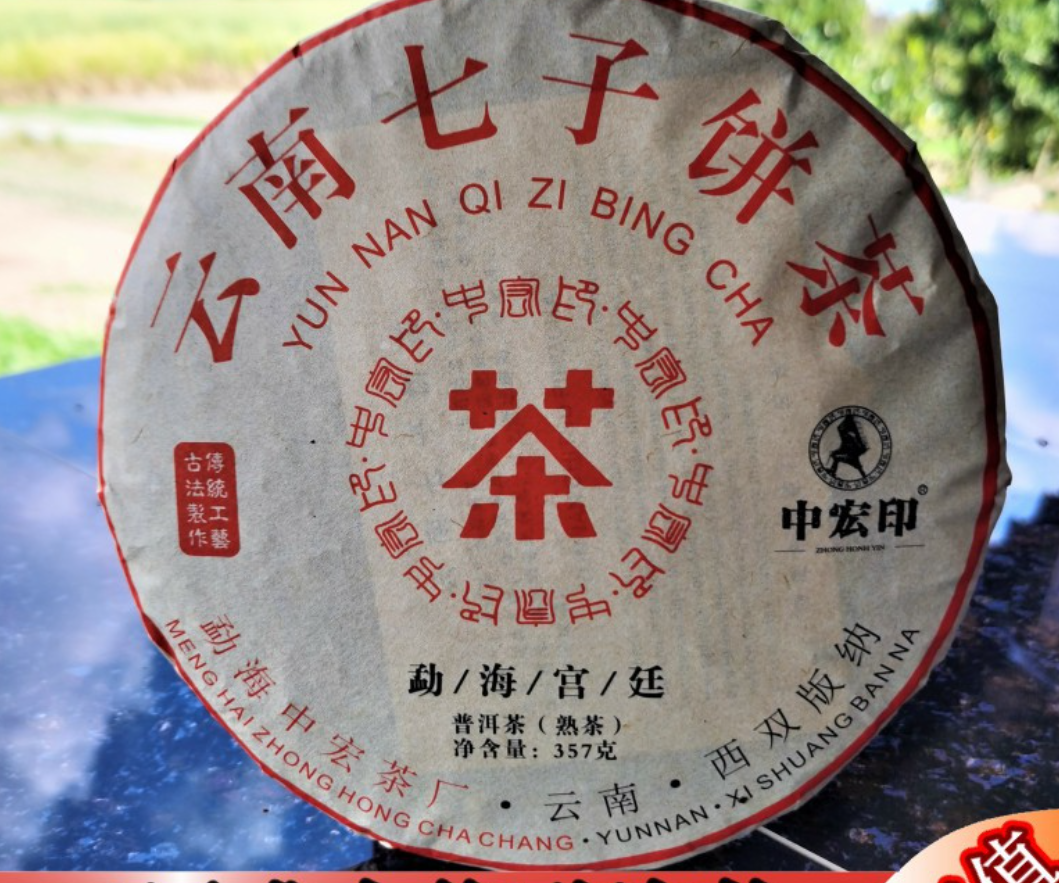 云南七子饼茶
YUN NAN QI ZI BING CHA
中宏印·中宏印·中宏印·中宏印·中宏印·中宏印·中宏印·
茶
傳統工藝
古法製作
中宏印®
ZHONG HONH YIN
勐/海/宫/廷
普洱茶（熟茶）
净含量：357克
勐海中宏茶厂·云南·西双版纳
MENG HAI ZHONG HONG CHA CHANG·YUNNAN·XI SHUANG BAN NA
值